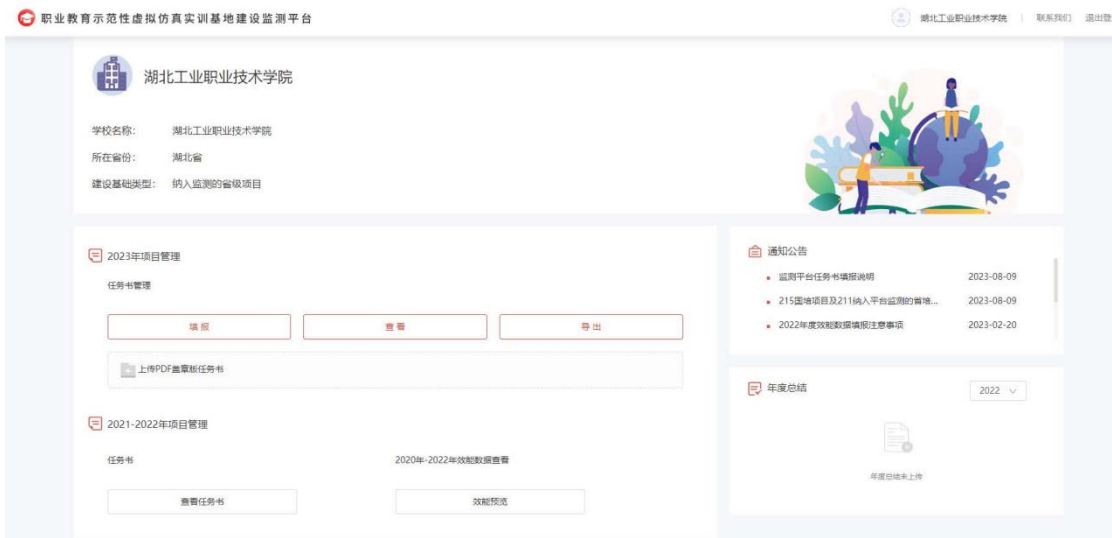 职业教育示范性虚拟仿真实训基地建设监测平台
湖北工业职业技术学院 | 联系我们 退出登
湖北工业职业技术学院
学校名称: 湖北工业职业技术学院
所在省份: 湖北省
建设基础类型: 纳入监测的省级项目
2023年项目管理
任务书管理
填报 查看 导出
上传PDF盖章版任务书
2021-2022年项目管理
任务书 2020年-2022年效能数据查看
查看任务书 效能预览
通知公告
监测平台任务书填报说明 2023-08-09
215国培项目及211纳入平台监测的省培... 2023-08-09
2022年度效能数据填报注意事项 2023-02-20
年度总结 2022
年度总结未上传